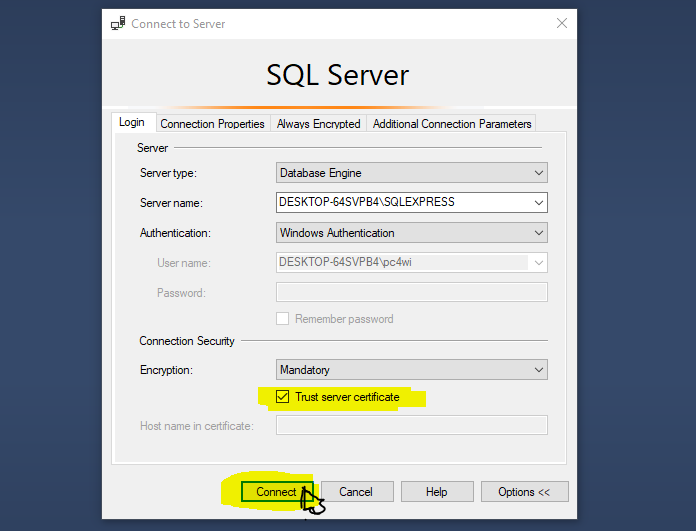 Connect to Server
SQL Server
Login Connection Properties Always Encrypted Additional Connection Parameters
Server
Server type: Database Engine
Server name: DESKTOP-64SVPB4\SQLEXPRESS
Authentication: Windows Authentication
User name: DESKTOP-64SVPB4\pc4wi
Password:
Remember password
Connection Security
Encryption: Mandatory
Trust server certificate
Host name in certificate:
Connect Cancel Help Options <<